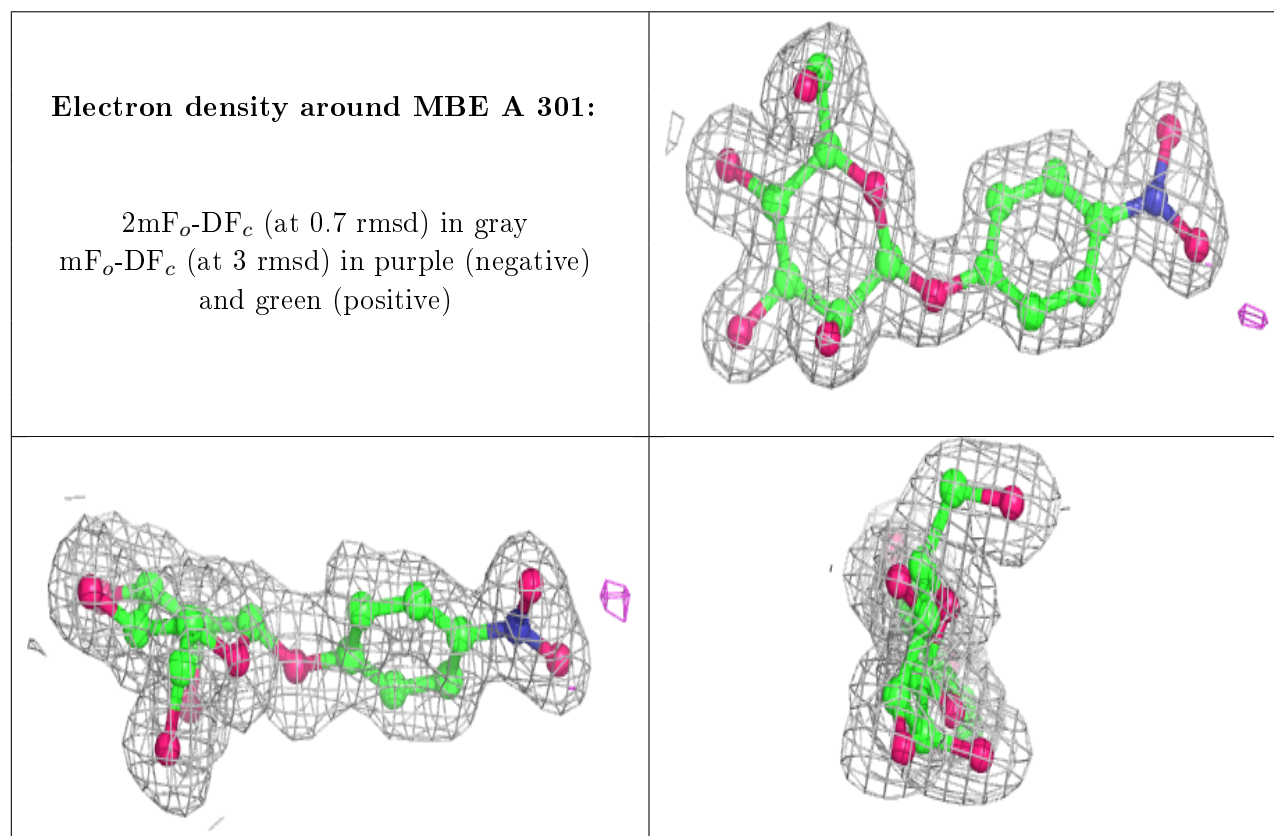 Electron density around MBE A 301:
2mFₒ-DF𝒸 (at 0.7 rmsd) in gray
mFₒ-DF𝒸 (at 3 rmsd) in purple (negative)
and green (positive)